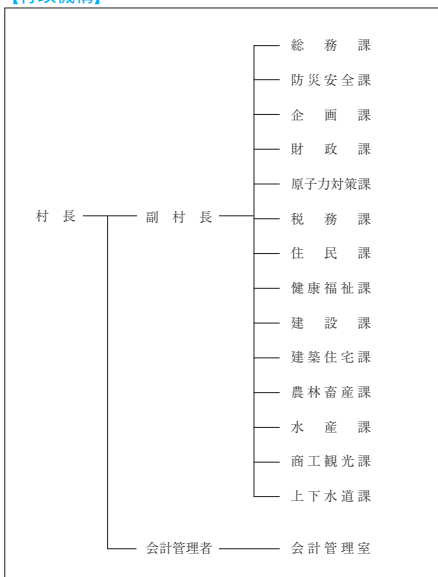 【行政機構】
総務課
防災安全課
企画課
財政課
原子力対策課
村長 副村長 税務課
住民課
健康福祉課
建設課
建築住宅課
農林畜産課
水産課
商工観光課
上下水道課
会計管理者 会計管理室